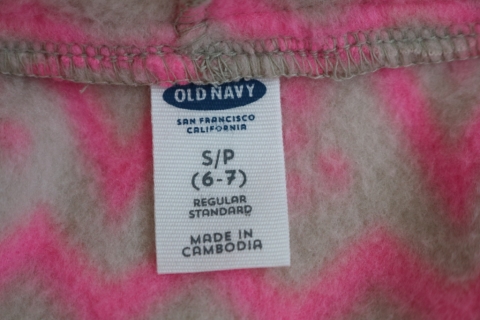 OLD NAVY
SAN FRANCISCO
CALIFORNIA
S/P
(6-7)
REGULAR
STANDARD
MADE IN
CAMBODIA